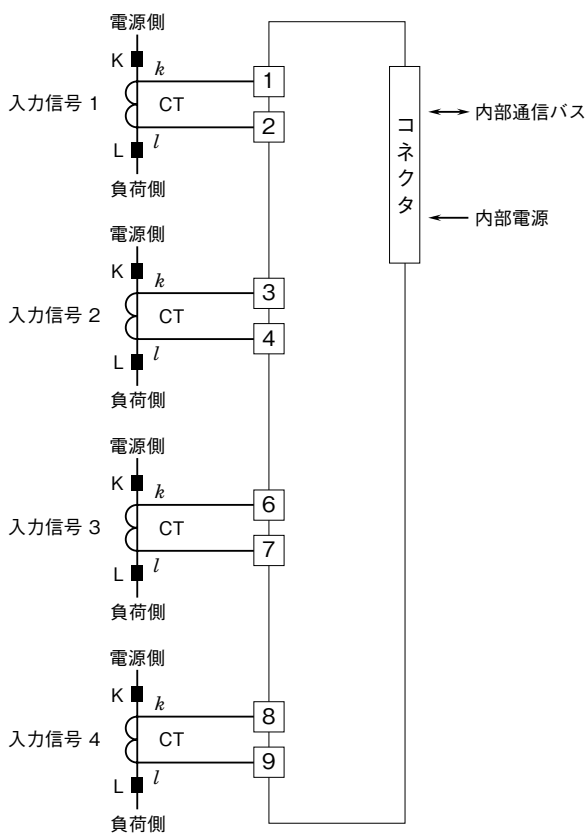 電源側
K
k
入力信号 1
CT
1
2
L
l
負荷側
電源側
K
k
入力信号 2
CT
3
4
L
l
負荷側
電源側
K
k
入力信号 3
CT
6
7
L
l
負荷側
電源側
K
k
入力信号 4
CT
8
9
L
l
負荷側
コネクタ
内部通信バス
内部電源